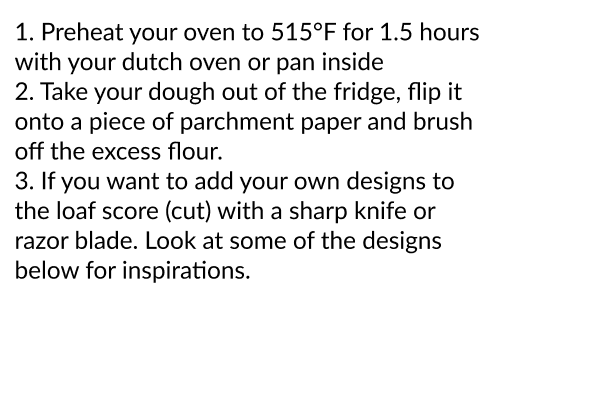 1. Preheat your oven to 515°F for 1.5 hours
with your dutch oven or pan inside
2. Take your dough out of the fridge, flip it
onto a piece of parchment paper and brush
off the excess flour.
3. If you want to add your own designs to
the loaf score (cut) with a sharp knife or
razor blade. Look at some of the designs
below for inspirations.